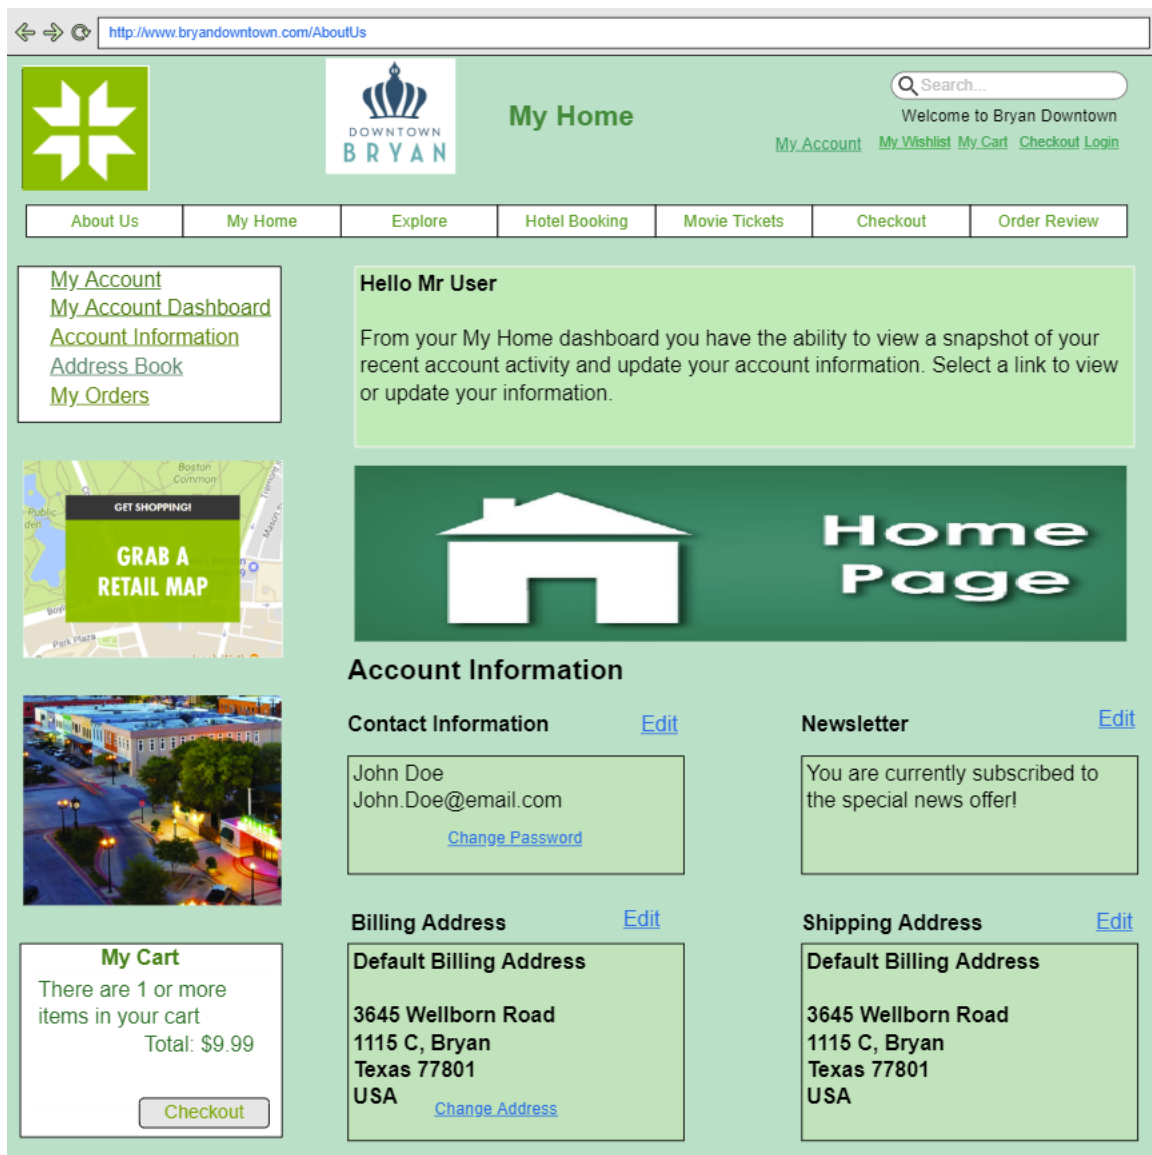 http://www.bryandowntown.com/AboutUs
Search...
DOWNTOWN
BRYAN
My Home
Welcome to Bryan Downtown
My Account My Wishlist My Cart Checkout Login
About Us My Home Explore Hotel Booking Movie Tickets Checkout Order Review
My Account
My Account Dashboard
Account Information
Address Book
My Orders
Hello Mr User
From your My Home dashboard you have the ability to view a snapshot of your
recent account activity and update your account information. Select a link to view
or update your information.
Boston
Common
Public
GET SHOPPING!
GRAB A
RETAIL MAP
Park Plaza
Home
Page
Account Information
Contact Information Edit
John Doe
John.Doe@email.com
Change Password
Newsletter Edit
You are currently subscribed to
the special news offer!
Billing Address Edit
Default Billing Address
3645 Wellborn Road
1115 C, Bryan
Texas 77801
USA
Change Address
Shipping Address Edit
Default Billing Address
3645 Wellborn Road
1115 C, Bryan
Texas 77801
USA
My Cart
There are 1 or more
items in your cart
Total: $9.99
Checkout